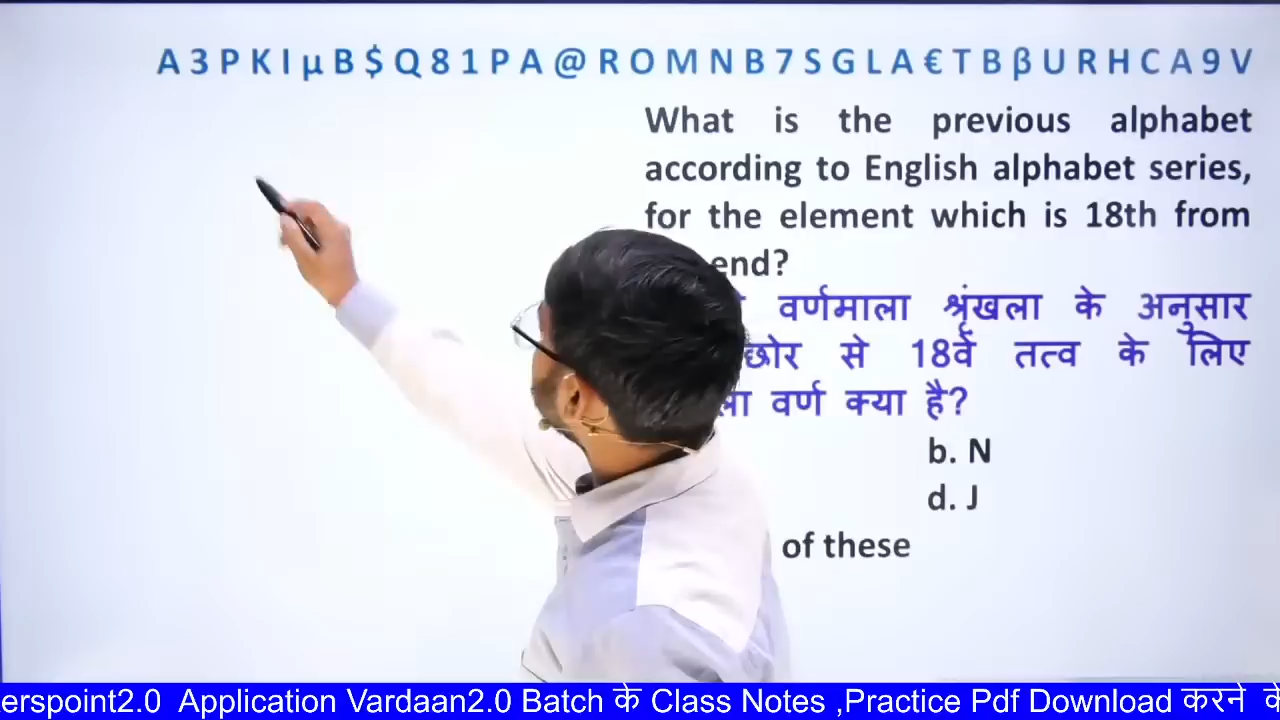 A 3 P K I µ B $ Q 8 1 P A @ R O M N B 7 S G L A € T B β U R H C A 9 V
What is the previous alphabet
according to English alphabet series,
for the element which is 18th from
end?
वर्णमाला श्रृंखला के अनुसार
छोर से 18वें तत्व के लिए
वर्ण क्या है?
b. N
d. J
of these
erspoint2.0 Application Vardaan2.0 Batch के Class Notes ,Practice Pdf Download करने